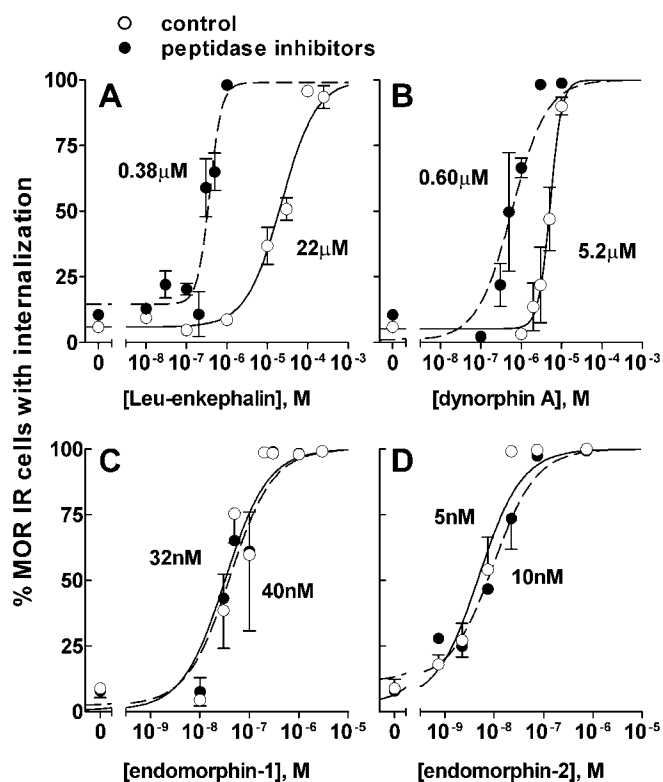 control
peptidase inhibitors
% MOR IR cells with internalization
A
100
75
50
25
0
0.38µM
22µM
0 10⁻⁸ 10⁻⁷ 10⁻⁶ 10⁻⁵ 10⁻⁴ 10⁻³
[Leu-enkephalin], M
B
0.60µM
5.2µM
0 10⁻⁷ 10⁻⁶ 10⁻⁵ 10⁻⁴ 10⁻³
[dynorphin A], M
C
100
75
50
25
0
32nM
40nM
0 10⁻⁹ 10⁻⁸ 10⁻⁷ 10⁻⁶ 10⁻⁵
[endomorphin-1], M
D
5nM
10nM
0 10⁻⁹ 10⁻⁸ 10⁻⁷ 10⁻⁶ 10⁻⁵
[endomorphin-2], M